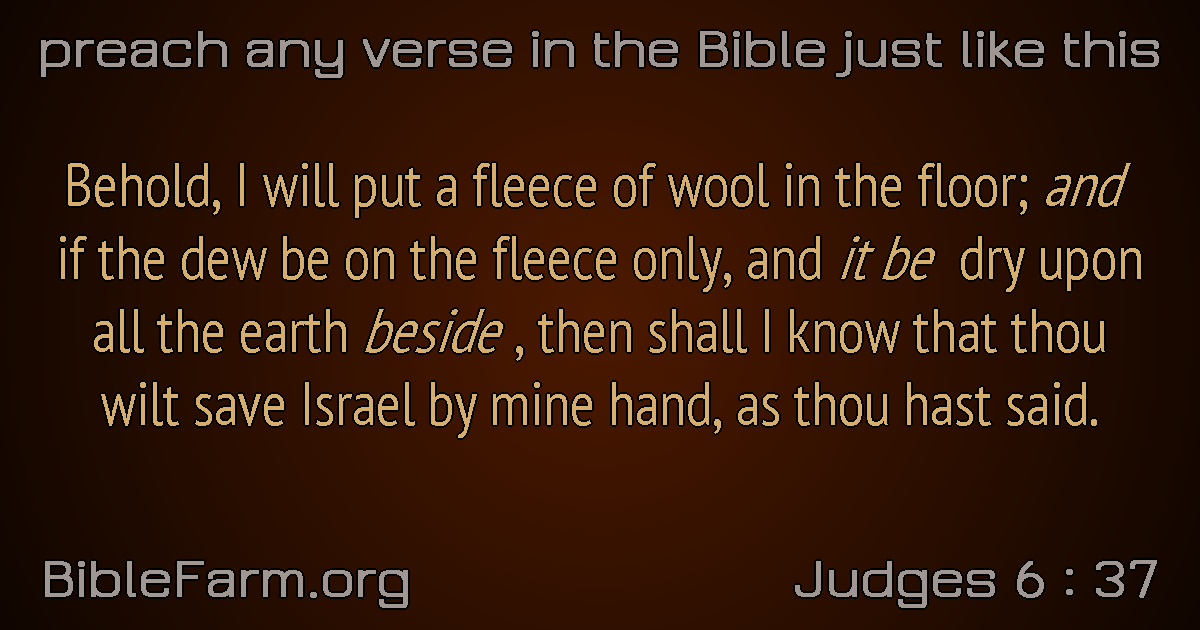 preach any verse in the Bible just like this
Behold, I will put a fleece of wool in the floor; and
if the dew be on the fleece only, and it be dry upon
all the earth beside , then shall I know that thou
wilt save Israel by mine hand, as thou hast said.
BibleFarm.org
Judges 6 : 37